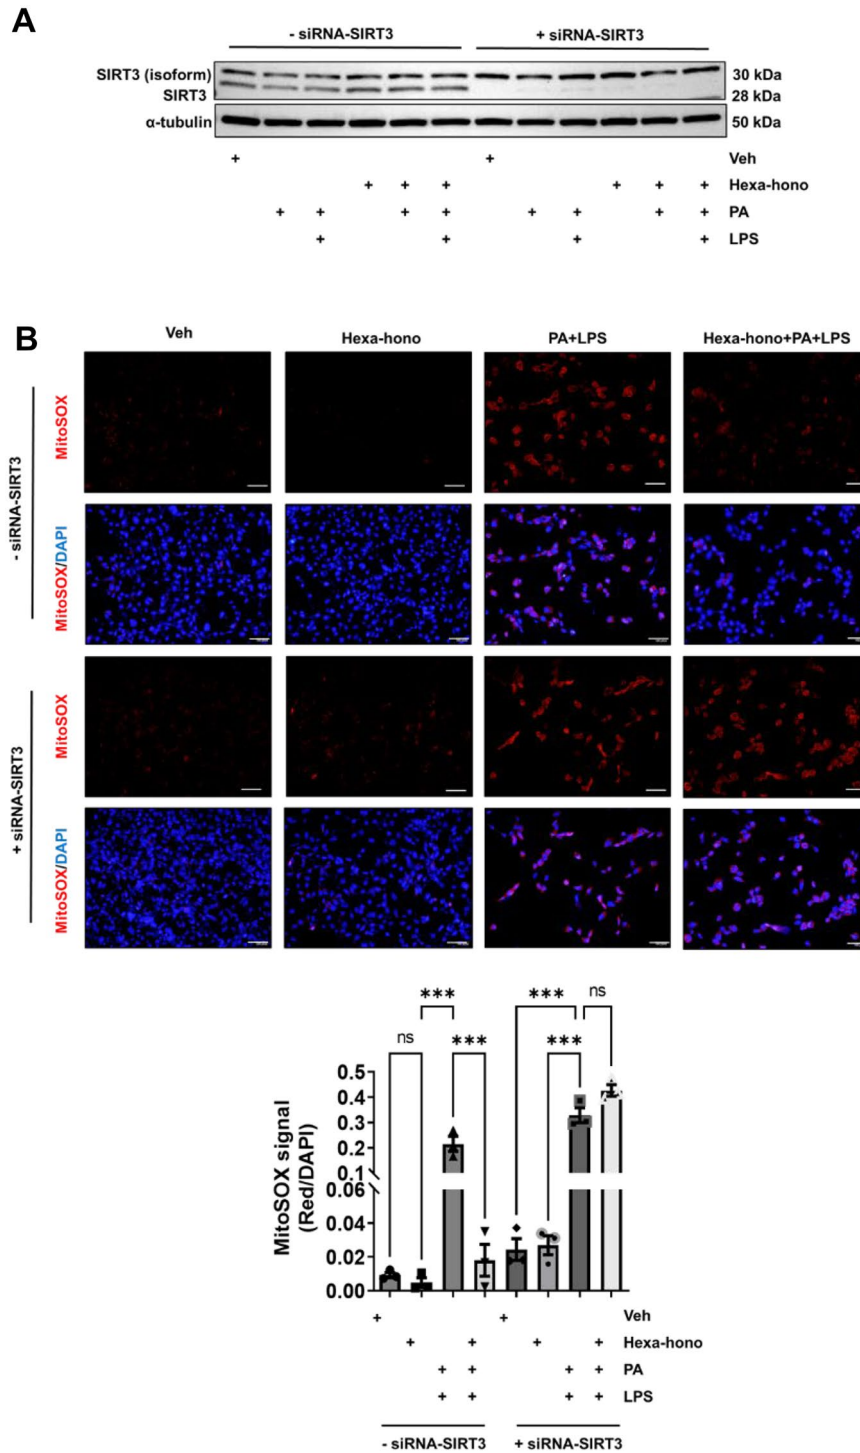 A
- siRNA-SIRT3 + siRNA-SIRT3
SIRT3 (isoform) 30 kDa
SIRT3 28 kDa
α-tubulin 50 kDa
+ + Veh
+ + + + + + Hexa-hono
+ + + + + + + + PA
+ + + + LPS
B
Veh Hexa-hono PA+LPS Hexa-hono+PA+LPS
- siRNA-SIRT3
MitoSOX
MitoSOX/DAPI
+ siRNA-SIRT3
MitoSOX
MitoSOX/DAPI
*** *** ns
ns *** ***
MitoSOX signal
(Red/DAPI)
0.5
0.4
0.3
0.2
0.1
0.06
0.04
0.02
0.00
+ + Veh
+ + + + Hexa-hono
+ + + + PA
+ + + + LPS
- siRNA-SIRT3 + siRNA-SIRT3